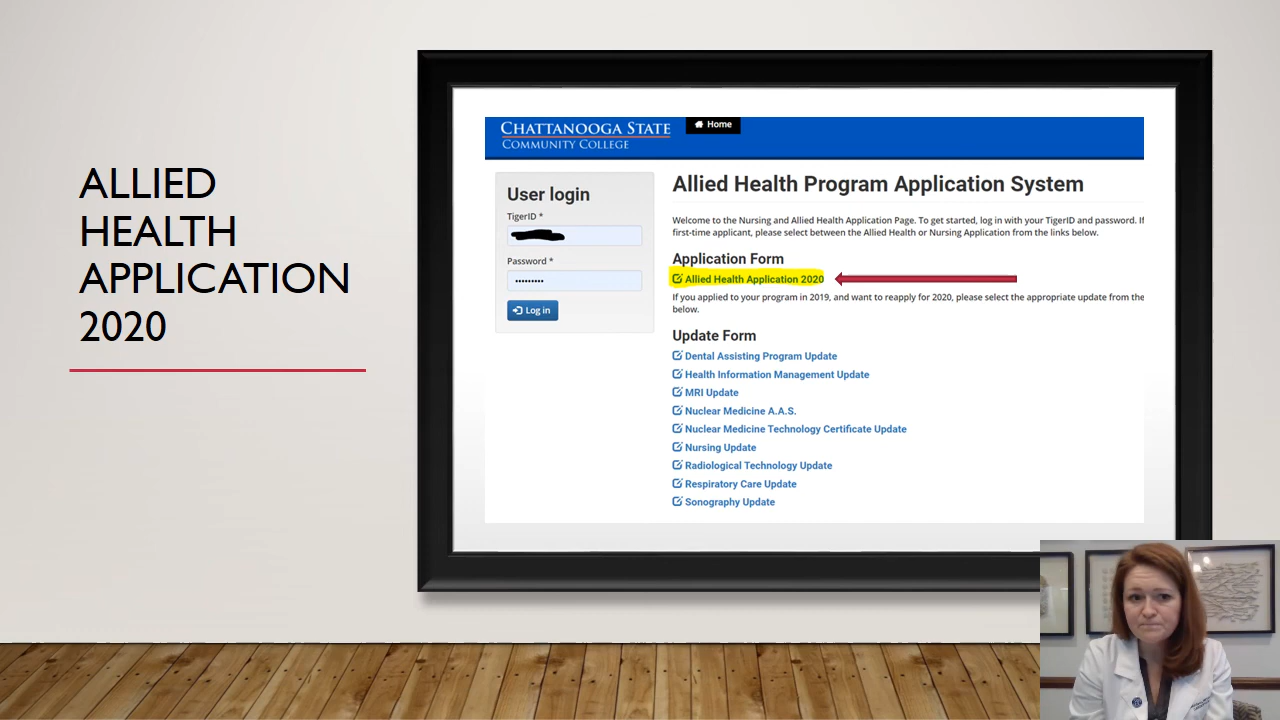 ALLIED
HEALTH
APPLICATION
2020
CHATTANOOGA STATE
COMMUNITY COLLEGE
Home
User login
TigerID *
Password *
•••••••••
Log in
Allied Health Program Application System
Welcome to the Nursing and Allied Health Application Page. To get started, log in with your TigerID and password. If
first-time applicant, please select between the Allied Health or Nursing Application from the links below.
Application Form
Allied Health Application 2020
If you applied to your program in 2019, and want to reapply for 2020, please select the appropriate update from the
below.
Update Form
Dental Assisting Program Update
Health Information Management Update
MRI Update
Nuclear Medicine A.A.S.
Nuclear Medicine Technology Certificate Update
Nursing Update
Radiological Technology Update
Respiratory Care Update
Sonography Update